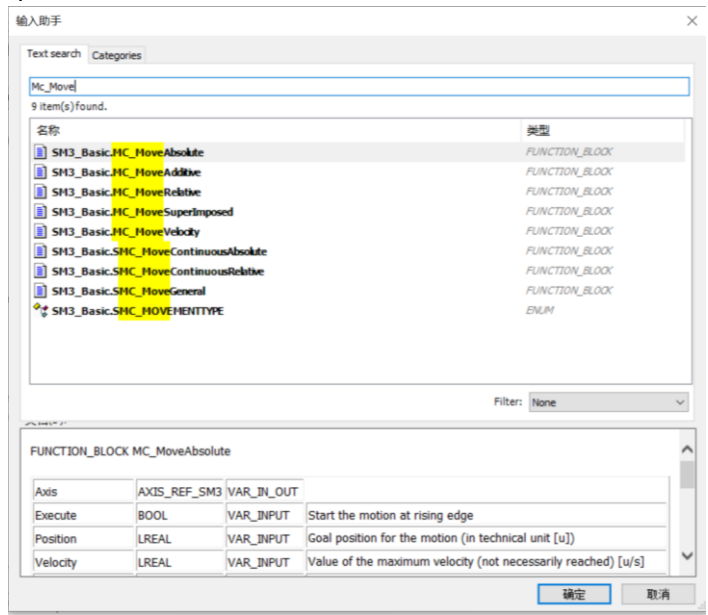 输入助手
Text search Categories
Mc_Move
9 item(s) found.
名称 类型
SM3_Basic.MC_MoveAbsolute FUNCTION_BLOCK
SM3_Basic.MC_MoveAdditive FUNCTION_BLOCK
SM3_Basic.MC_MoveRelative FUNCTION_BLOCK
SM3_Basic.MC_MoveSuperImposed FUNCTION_BLOCK
SM3_Basic.MC_MoveVelocity FUNCTION_BLOCK
SM3_Basic.SMC_MoveContinuousAbsolute FUNCTION_BLOCK
SM3_Basic.SMC_MoveContinuousRelative FUNCTION_BLOCK
SM3_Basic.SMC_MoveGeneral FUNCTION_BLOCK
SM3_Basic.SMC_MOVEMENTTYPE ENUM
Filter: None
FUNCTION_BLOCK MC_MoveAbsolute
Axis AXIS_REF_SM3 VAR_IN_OUT
Execute BOOL VAR_INPUT Start the motion at rising edge
Position LREAL VAR_INPUT Goal position for the motion (in technical unit [u])
Velocity LREAL VAR_INPUT Value of the maximum velocity (not necessarily reached) [u/s]
确定 取消